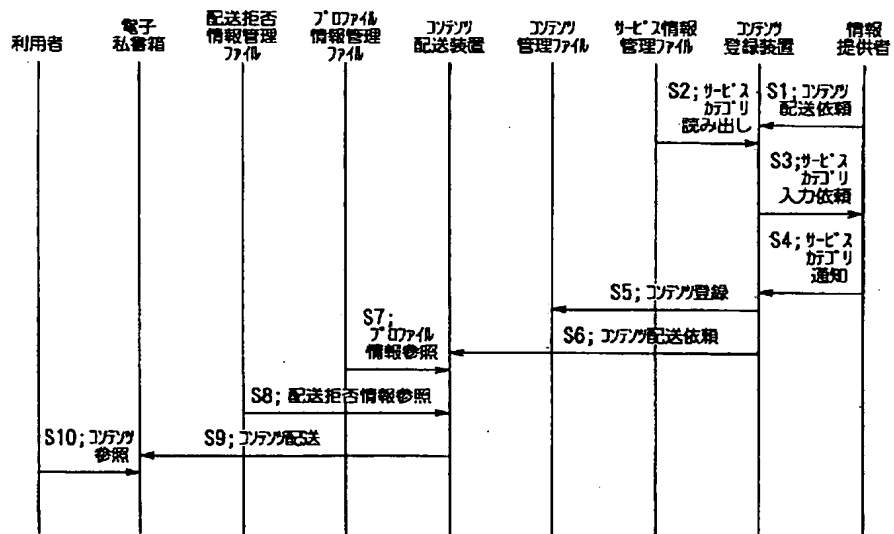 利用者
電子
私書箱
配送拒否
情報管理
ファイル
プロファイル
情報管理
ファイル
コンテンツ
配送装置
コンテンツ
管理ファイル
サービス情報
管理ファイル
コンテンツ
登録装置
情報
提供者
S1;コンテンツ
配送依頼
S2;サービス
カテゴリ
読み出し
S3;サービス
カテゴリ
入力依頼
S4;サービス
カテゴリ
通知
S5;コンテンツ登録
S6;コンテンツ配送依頼
S7;
プロファイル
情報参照
S8;配送拒否情報参照
S9;コンテンツ配送
S10;コンテンツ
参照